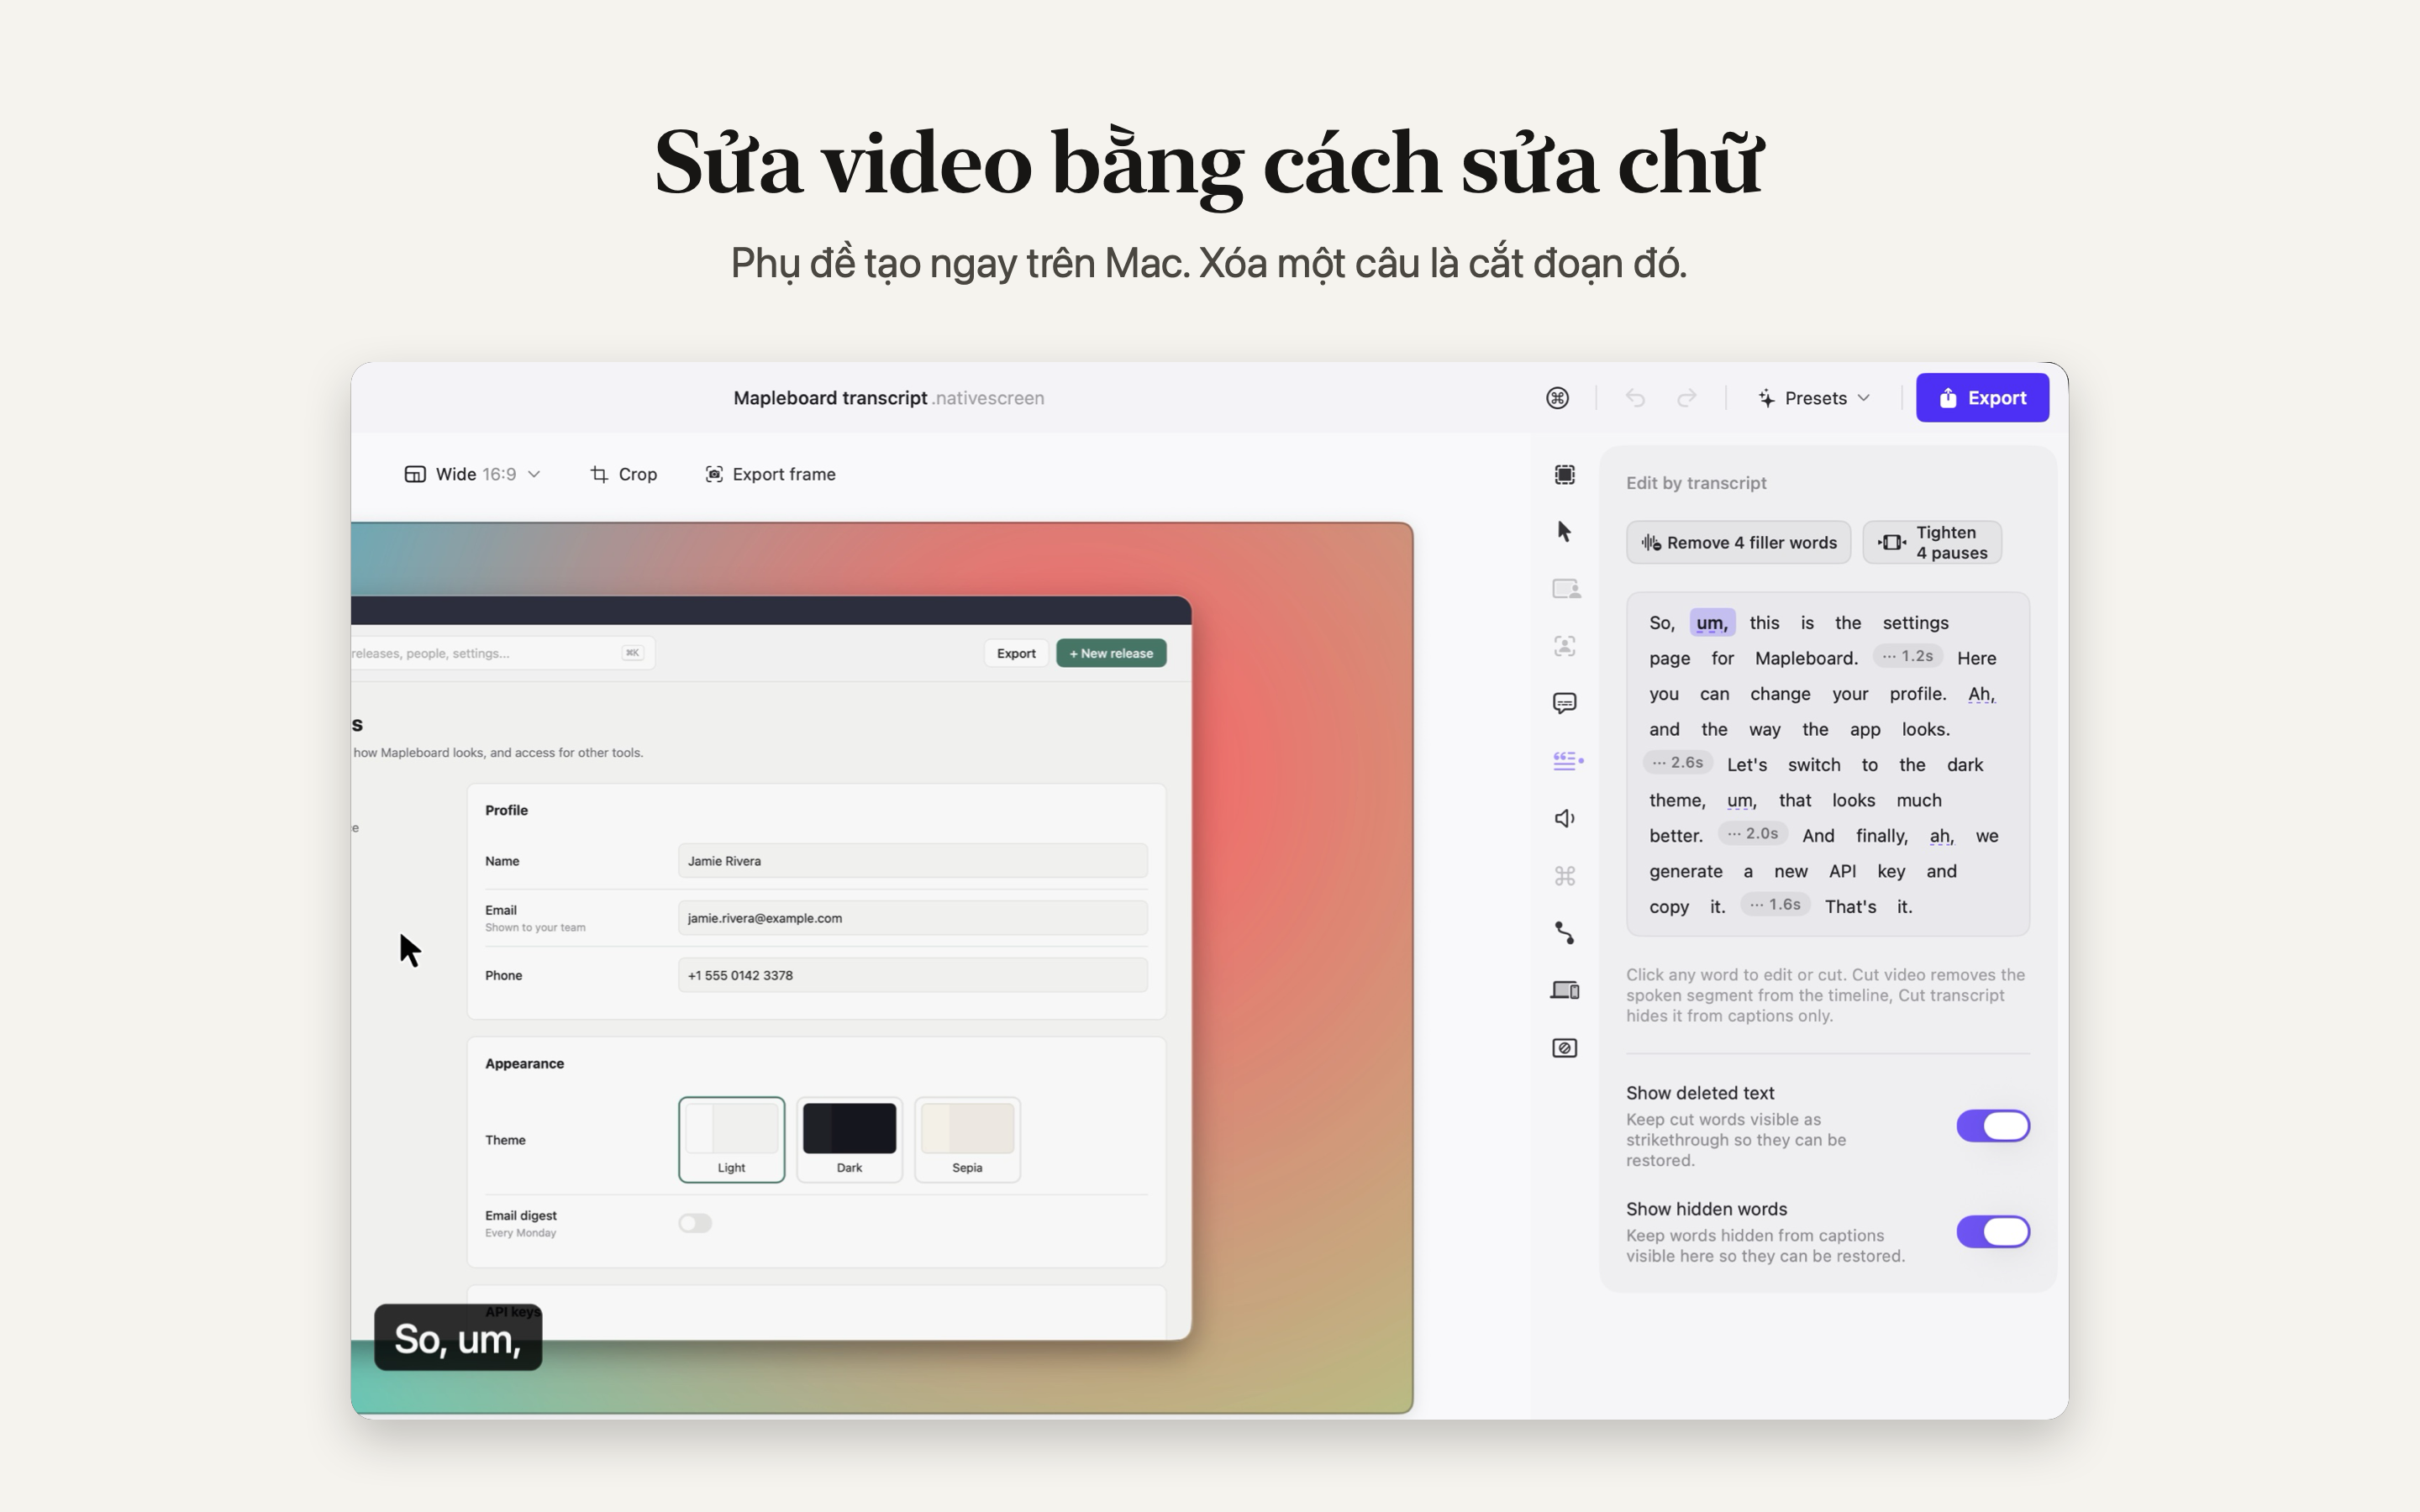 Sửa video bằng cách sửa chữ
Phụ đề tạo ngay trên Mac. Xóa một câu là cắt đoạn đó.
Mapleboard transcript.nativescreen
Presets
Export
Wide 16:9
Crop
Export frame
releases, people, settings...
⌘K
Export
+ New release
s
how Mapleboard looks, and access for other tools.
e
Profile
Name
Jamie Rivera
Email
Shown to your team
jamie.rivera@example.com
Phone
+1 555 0142 3378
Appearance
Theme
Light
Dark
Sepia
Email digest
Every Monday
API keys
So, um,
Edit by transcript
Remove 4 filler words
Tighten
4 pauses
So, um, this is the settings
page for Mapleboard. ··· 1.2s Here
you can change your profile. Ah,
and the way the app looks.
··· 2.6s Let's switch to the dark
theme, um, that looks much
better. ··· 2.0s And finally, ah, we
generate a new API key and
copy it. ··· 1.6s That's it.
Click any word to edit or cut. Cut video removes the
spoken segment from the timeline, Cut transcript
hides it from captions only.
Show deleted text
Keep cut words visible as
strikethrough so they can be
restored.
Show hidden words
Keep words hidden from captions
visible here so they can be restored.